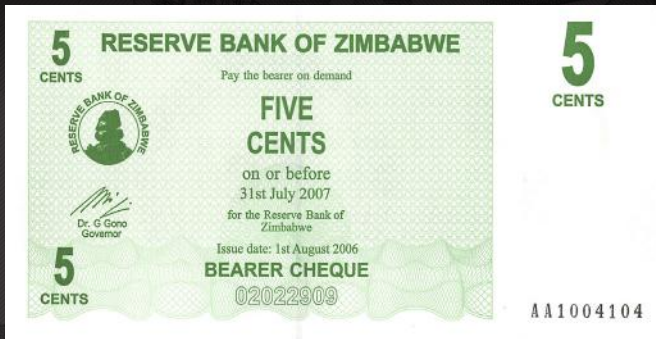 5
CENTS
RESERVE BANK OF ZIMBABWE
Pay the bearer on demand
FIVE
CENTS
on or before
31st July 2007
for the Reserve Bank of
Zimbabwe
Issue date: 1st August 2006
BEARER CHEQUE
02022909
RESERVE BANK OF ZIMBABWE
Dr. G Gono
Governor
5
CENTS
5
CENTS
AA1004104